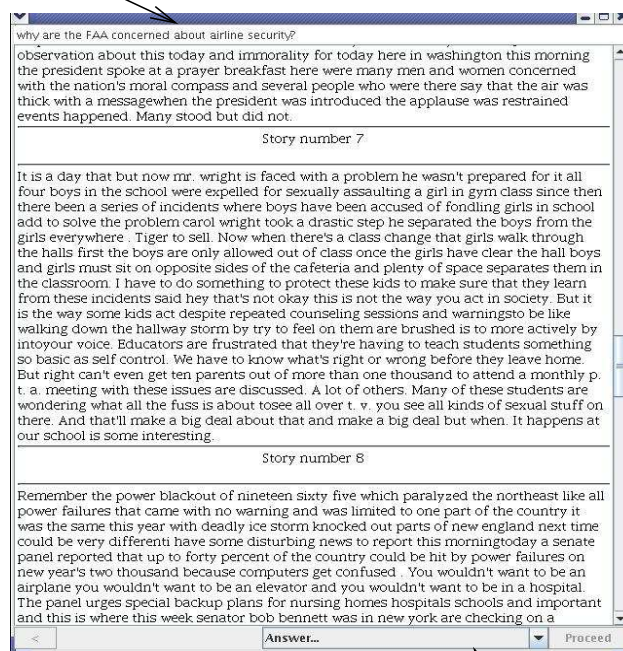 why are the FAA concerned about airline security?
observation about this today and immorality for today here in washington this morning
the president spoke at a prayer breakfast here were many men and women concerned
with the nation's moral compass and several people who were there say that the air was
thick with a messagewhen the president was introduced the applause was restrained
events happened. Many stood but did not.
Story number 7
It is a day that but now mr. wright is faced with a problem he wasn't prepared for it all
four boys in the school were expelled for sexually assaulting a girl in gym class since then
there been a series of incidents where boys have been accused of fondling girls in school
add to solve the problem carol wright took a drastic step he separated the boys from the
girls everywhere . Tiger to sell. Now when there's a class change that girls walk through
the halls first the boys are only allowed out of class once the girls have clear the hall boys
and girls must sit on opposite sides of the cafeteria and plenty of space separates them in
the classroom. I have to do something to protect these kids to make sure that they learn
from these incidents said hey that's not okay this is not the way you act in society. But it
is the way some kids act despite repeated counseling sessions and warningsto be like
walking down the hallway storm by try to feel on them are brushed is to more actively by
intoyour voice. Educators are frustrated that they're having to teach students something
so basic as self control. We have to know what's right or wrong before they leave home.
But right can't even get ten parents out of more than one thousand to attend a monthly p.
t. a. meeting with these issues are discussed. A lot of others. Many of these students are
wondering what all the fuss is about tosee all over t. v. you see all kinds of sexual stuff on
there. And that'll make a big deal about that and make a big deal but when. It happens at
our school is some interesting.
Story number 8
Remember the power blackout of nineteen sixty five which paralyzed the northeast like all
power failures that came with no warning and was limited to one part of the country it
was the same this year with deadly ice storm knocked out parts of new england next time
could be very differenti have some disturbing news to report this morningtoday a senate
panel reported that up to forty percent of the country could be hit by power failures on
new year's two thousand because computers get confused . You wouldn't want to be an
airplane you wouldn't want to be an elevator and you wouldn't want to be in a hospital.
The panel urges special backup plans for nursing homes hospitals schools and important
and this is where this week senator bob bennett was in new york are checking on a
< Answer... Proceed